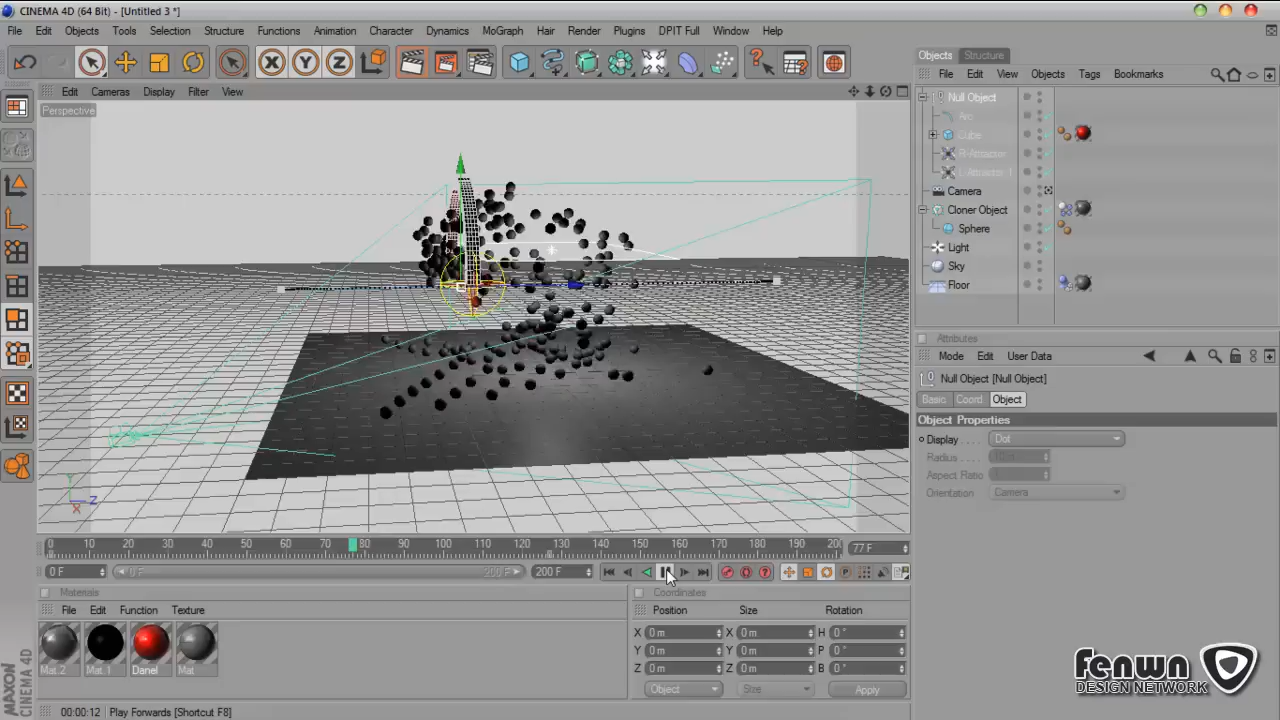 CINEMA 4D (64 Bit) - [Untitled 3 *]
File Edit Objects Tools Selection Structure Functions Animation Character Dynamics MoGraph Hair Render Plugins DPIT Full Window Help
X Y Z
Objects Structure
File Edit View Objects Tags Bookmarks
Edit Cameras Display Filter View
Perspective
Null Object
Arc
Cube
Camera
Cloner Object
Sphere
Light
Sky
Floor
Attributes
Mode Edit User Data
Null Object [Null Object]
Basic Coord Object
Object Properties
Display Dot
Radius
Aspect Ratio
Orientation Camera
Y
Z
X
0 10 20 30 40 50 60 70 80 90 100 110 120 130 140 150 160 170 180 190 20 77 F
0 F 0 F 200 F 200 F
Materials
File Edit Function Texture
Mat.2 Mat.1 Danel Mat
Coordinates
Position Size Rotation
X 0 m X 0 m H 0 °
Y 0 m Y 0 m P 0 °
Z 0 m Z 0 m B 0 °
Object Size Apply
MAXON
CINEMA 4D
fenwn
DESIGN NETWORK
00:00:12 Play Forwards [Shortcut F8]